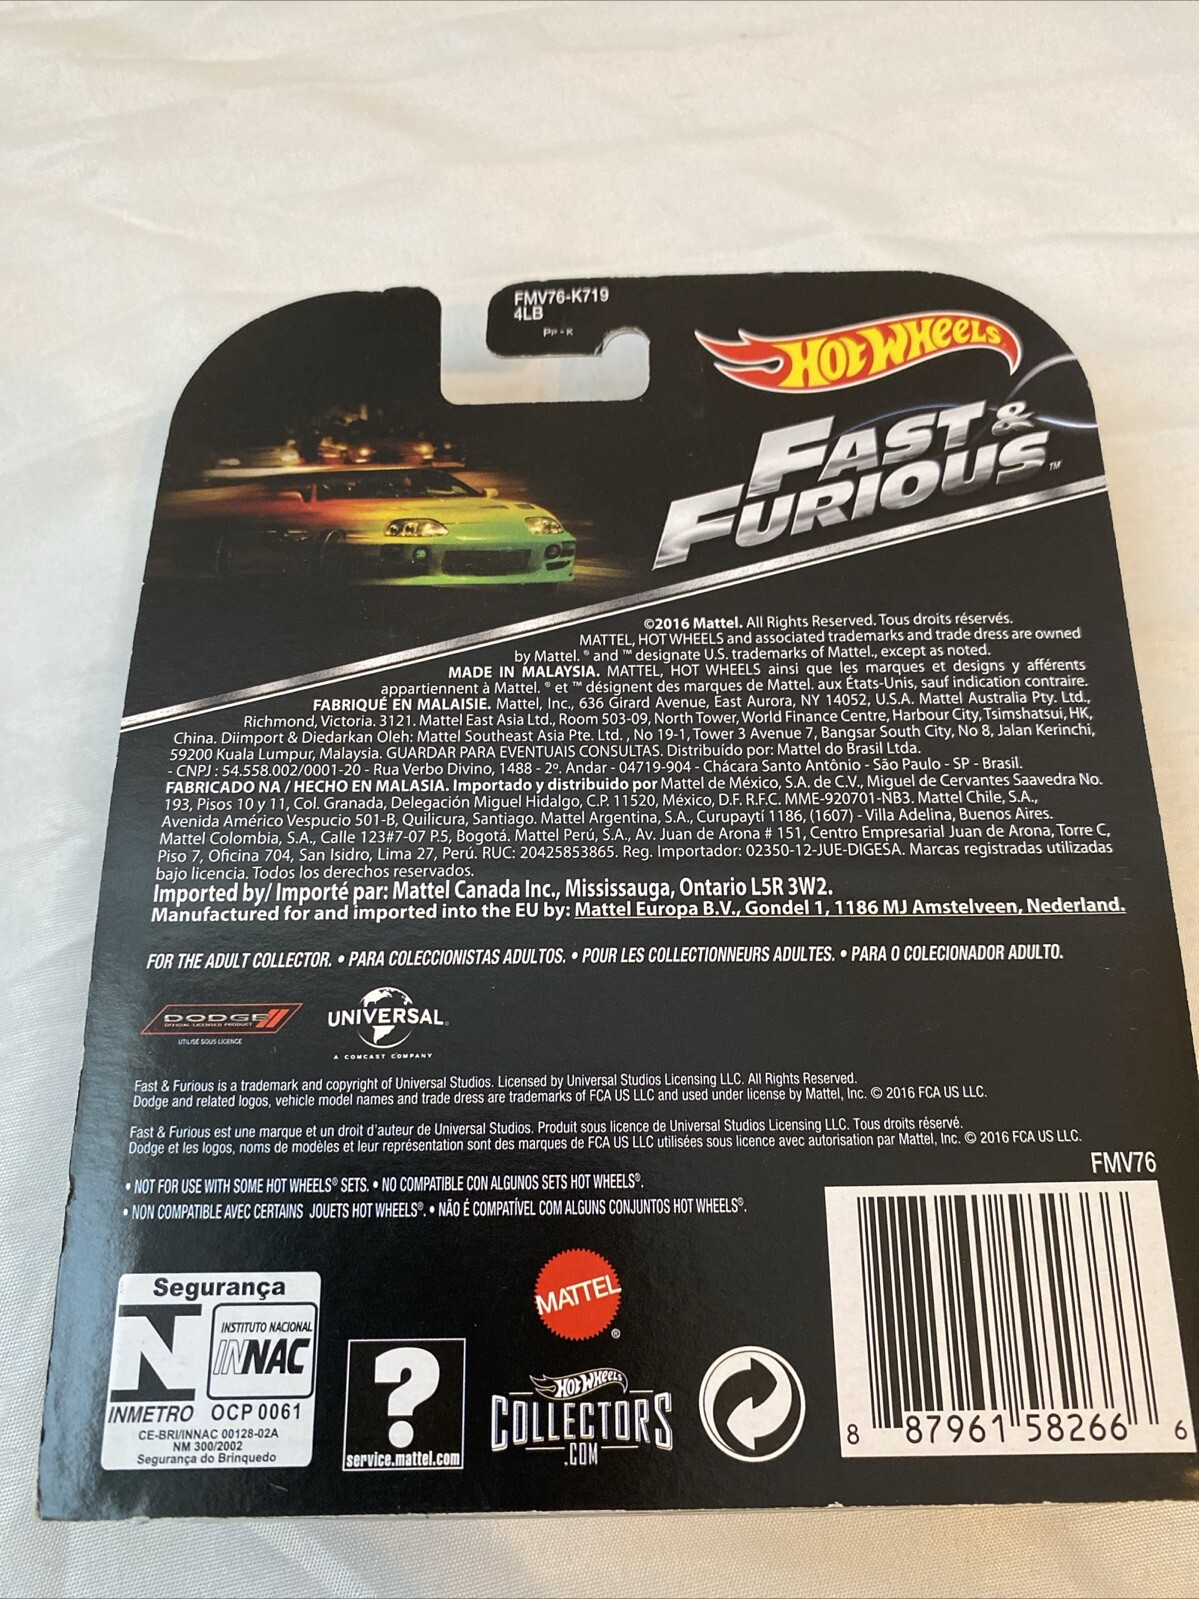 FMV76-K719
4LB
Pp - K
HOT WHEELS
FAST &
FURIOUS™
©2016 Mattel. All Rights Reserved. Tous droits réservés.
MATTEL, HOT WHEELS and associated trademarks and trade dress are owned
by Mattel. ® and ™ designate U.S. trademarks of Mattel., except as noted.
MADE IN MALAYSIA. MATTEL, HOT WHEELS ainsi que les marques et designs y afférents
appartiennent à Mattel. ® et ™ désignent des marques de Mattel. aux États-Unis, sauf indication contraire.
FABRIQUÉ EN MALAISIE. Mattel, Inc., 636 Girard Avenue, East Aurora, NY 14052, U.S.A. Mattel Australia Pty. Ltd.,
Richmond, Victoria. 3121. Mattel East Asia Ltd., Room 503-09, North Tower, World Finance Centre, Harbour City, Tsimshatsui, HK,
China. Diimport & Diedarkan Oleh: Mattel Southeast Asia Pte. Ltd. , No 19-1, Tower 3 Avenue 7, Bangsar South City, No 8, Jalan Kerinchi,
59200 Kuala Lumpur, Malaysia. GUARDAR PARA EVENTUAIS CONSULTAS. Distribuído por: Mattel do Brasil Ltda.
- CNPJ : 54.558.002/0001-20 - Rua Verbo Divino, 1488 - 2º. Andar - 04719-904 - Chácara Santo Antônio - São Paulo - SP - Brasil.
FABRICADO NA / HECHO EN MALASIA. Importado y distribuido por Mattel de México, S.A. de C.V., Miguel de Cervantes Saavedra No.
193, Pisos 10 y 11, Col. Granada, Delegación Miguel Hidalgo, C.P. 11520, México, D.F. R.F.C. MME-920701-NB3. Mattel Chile, S.A.,
Avenida Américo Vespucio 501-B, Quilicura, Santiago. Mattel Argentina, S.A., Curupaytí 1186, (1607) - Villa Adelina, Buenos Aires.
Mattel Colombia, S.A., Calle 123#7-07 P.5, Bogotá. Mattel Perú, S.A., Av. Juan de Arona # 151, Centro Empresarial Juan de Arona, Torre C,
Piso 7, Oficina 704, San Isidro, Lima 27, Perú. RUC: 20425853865. Reg. Importador: 02350-12-JUE-DIGESA. Marcas registradas utilizadas
bajo licencia. Todos los derechos reservados.
Imported by/ Importé par: Mattel Canada Inc., Mississauga, Ontario L5R 3W2.
Manufactured for and imported into the EU by: Mattel Europa B.V., Gondel 1, 1186 MJ Amstelveen, Nederland.
FOR THE ADULT COLLECTOR. • PARA COLECCIONISTAS ADULTOS. • POUR LES COLLECTIONNEURS ADULTES. • PARA O COLECIONADOR ADULTO.
DODGE
OFFICIAL LICENSED PRODUCT
UTILISÉ SOUS LICENCE
UNIVERSAL
A COMCAST COMPANY
Fast & Furious is a trademark and copyright of Universal Studios. Licensed by Universal Studios Licensing LLC. All Rights Reserved.
Dodge and related logos, vehicle model names and trade dress are trademarks of FCA US LLC and used under license by Mattel, Inc. © 2016 FCA US LLC.
Fast & Furious est une marque et un droit d'auteur de Universal Studios. Produit sous licence de Universal Studios Licensing LLC. Tous droits réservé.
Dodge et les logos, noms de modèles et leur représentation sont des marques de FCA US LLC utilisées sous licence avec autorisation par Mattel, Inc. © 2016 FCA US LLC.
• NOT FOR USE WITH SOME HOT WHEELS® SETS. • NO COMPATIBLE CON ALGUNOS SETS HOT WHEELS®.
• NON COMPATIBLE AVEC CERTAINS JOUETS HOT WHEELS®. • NÃO É COMPATÍVEL COM ALGUNS CONJUNTOS HOT WHEELS®.
FMV76
8 87961 58266 6
Segurança
N
INSTITUTO NACIONAL
INNAC
INMETRO OCP 0061
CE-BRI/INNAC 00128-02A
NM 300/2002
Segurança do Brinquedo
?
service.mattel.com
MATTEL®
HOT WHEELS
COLLECTORS
.COM